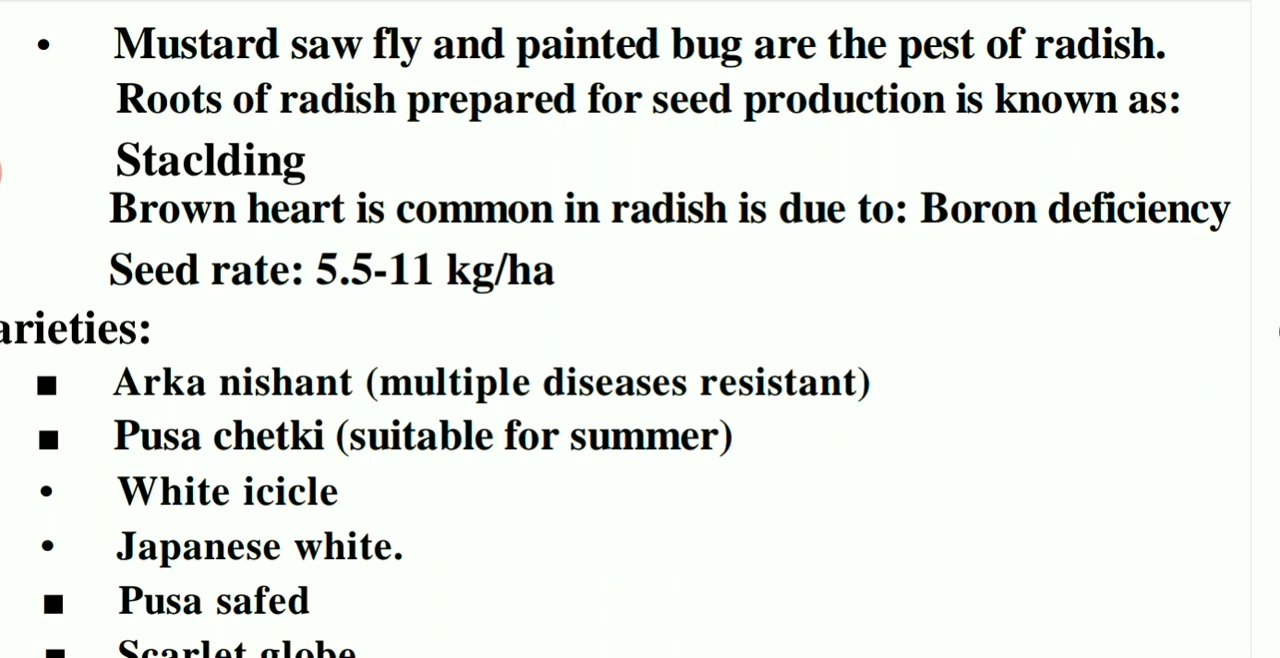 • Mustard saw fly and painted bug are the pest of radish.
Roots of radish prepared for seed production is known as:
Staclding
Brown heart is common in radish is due to: Boron deficiency
Seed rate: 5.5-11 kg/ha
arieties:
■ Arka nishant (multiple diseases resistant)
■ Pusa chetki (suitable for summer)
• White icicle
• Japanese white.
■ Pusa safed
■ Scarlet globe